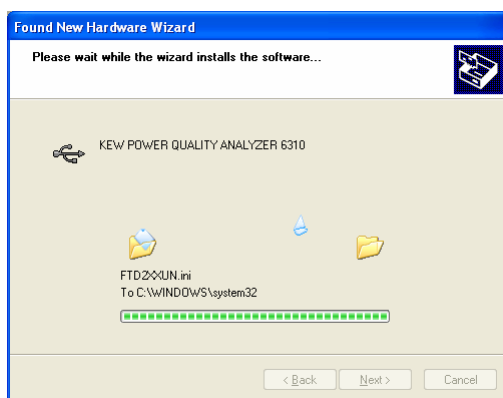 Found New Hardware Wizard
Please wait while the wizard installs the software...
KEW POWER QUALITY ANALYZER 6310
FTD2XXUN.ini
To C:\WINDOWS\system32
< Back
Next >
Cancel